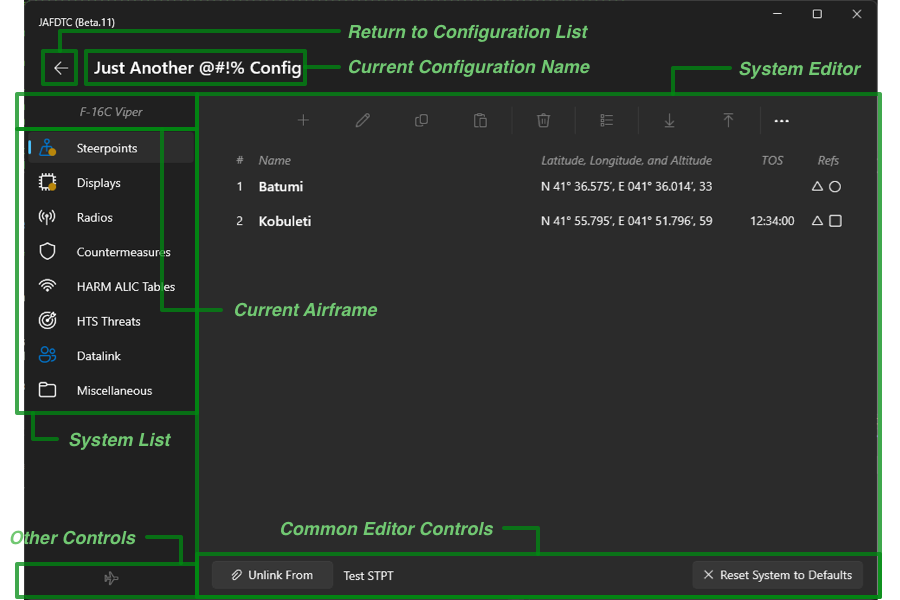 JAFDTC (Beta.11)
Return to Configuration List
Just Another @#!% Config
Current Configuration Name
System Editor
F-16C Viper
Steerpoints
Displays
Radios
Countermeasures
HARM ALIC Tables
HTS Threats
Datalink
Miscellaneous
# Name Latitude, Longitude, and Altitude TOS Refs
1 Batumi N 41° 36.575’, E 041° 36.014’, 33
2 Kobuleti N 41° 55.795’, E 041° 51.796’, 59 12:34:00
Current Airframe
System List
Common Editor Controls
Other Controls
Unlink From Test STPT
Reset System to Defaults